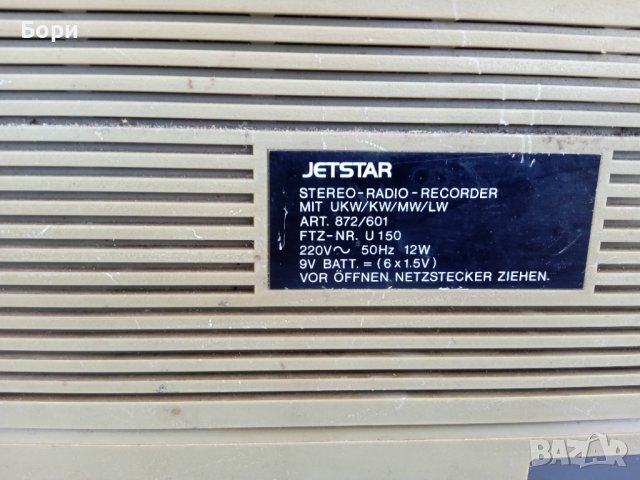 Бори
JETSTAR
STEREO-RADIO-RECORDER
MIT UKW/KW/MW/LW
ART. 872/601
FTZ-NR. U 150
220V~ 50Hz 12W
9V BATT. = (6 x 1.5V)
VOR ÖFFNEN NETZSTECKER ZIEHEN.
BAZAR